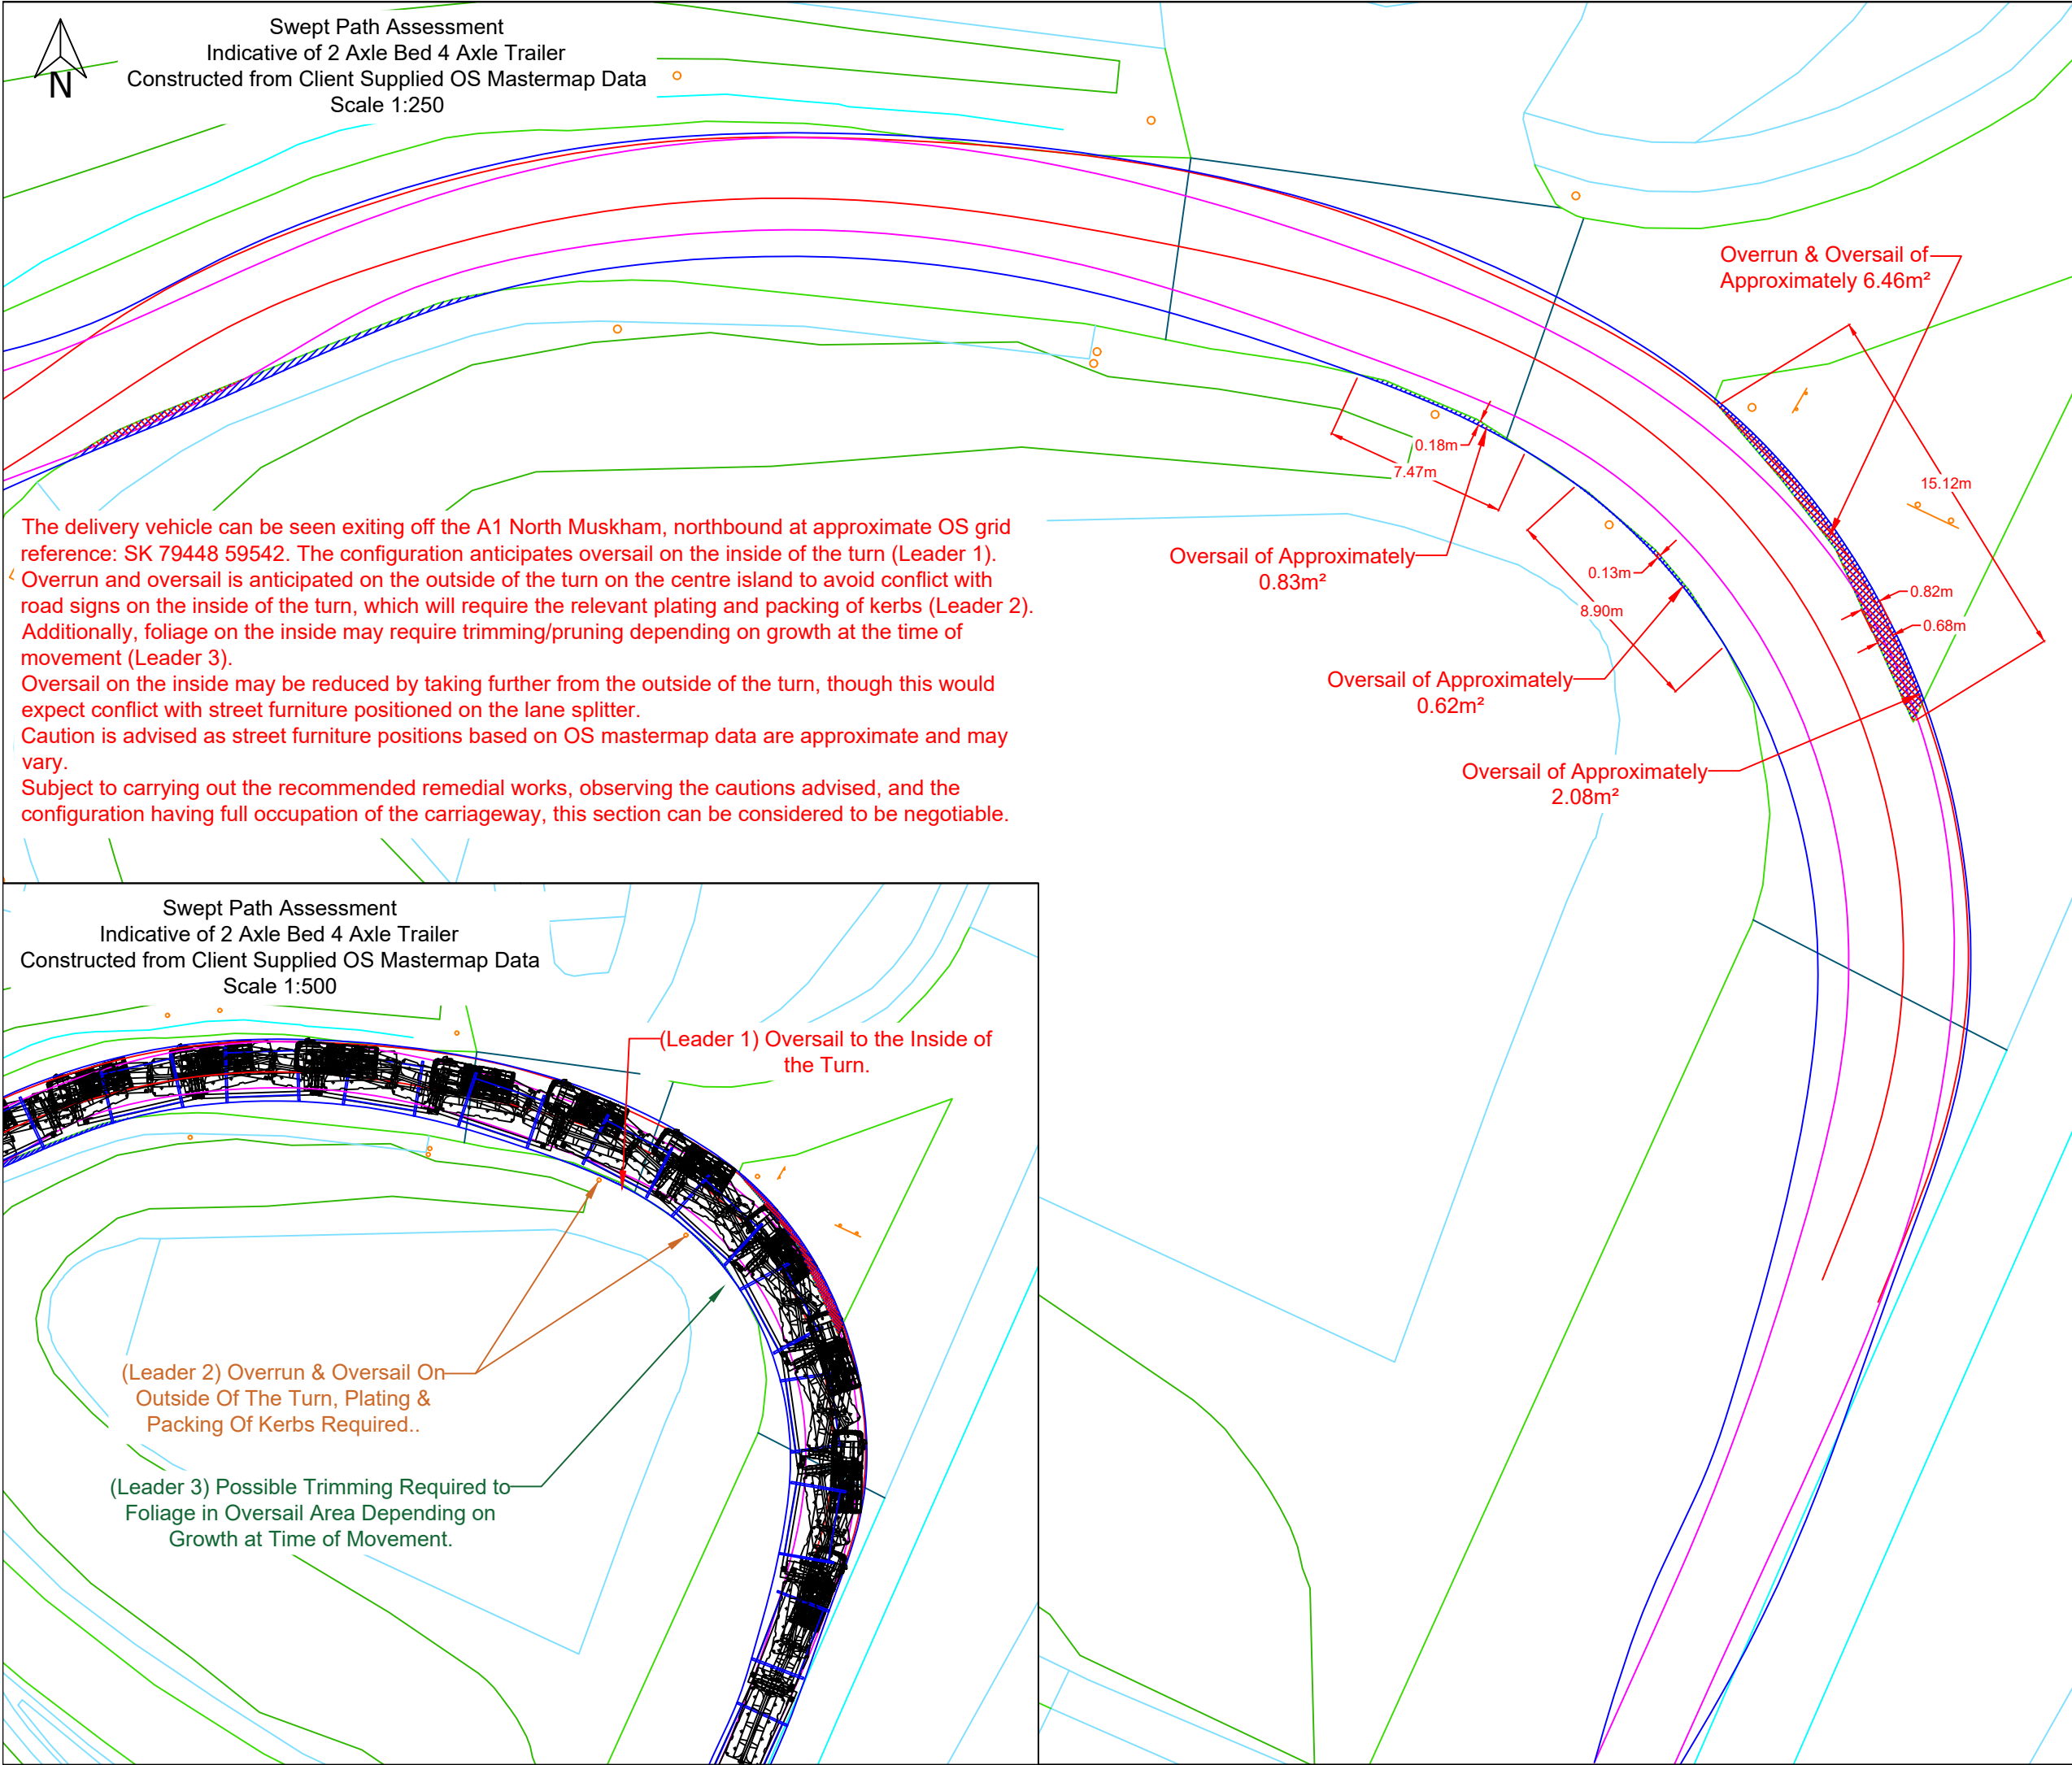 Swept Path Assessment
Indicative of 2 Axle Bed 4 Axle Trailer
Constructed from Client Supplied OS Mastermap Data
Scale 1:250
N
Overrun & Oversail of
Approximately 6.46m²
15.12m
0.18m
7.47m
Oversail of Approximately
0.83m²
0.13m
8.90m
0.82m
0.68m
Oversail of Approximately
0.62m²
Oversail of Approximately
2.08m²
The delivery vehicle can be seen exiting off the A1 North Muskham, northbound at approximate OS grid
reference: SK 79448 59542. The configuration anticipates oversail on the inside of the turn (Leader 1).
Overrun and oversail is anticipated on the outside of the turn on the centre island to avoid conflict with
road signs on the inside of the turn, which will require the relevant plating and packing of kerbs (Leader 2).
Additionally, foliage on the inside may require trimming/pruning depending on growth at the time of
movement (Leader 3).
Oversail on the inside may be reduced by taking further from the outside of the turn, though this would
expect conflict with street furniture positioned on the lane splitter.
Caution is advised as street furniture positions based on OS mastermap data are approximate and may
vary.
Subject to carrying out the recommended remedial works, observing the cautions advised, and the
configuration having full occupation of the carriageway, this section can be considered to be negotiable.
Swept Path Assessment
Indicative of 2 Axle Bed 4 Axle Trailer
Constructed from Client Supplied OS Mastermap Data
Scale 1:500
(Leader 1) Oversail to the Inside of
the Turn.
(Leader 2) Overrun & Oversail On
Outside Of The Turn, Plating &
Packing Of Kerbs Required..
(Leader 3) Possible Trimming Required to
Foliage in Oversail Area Depending on
Growth at Time of Movement.